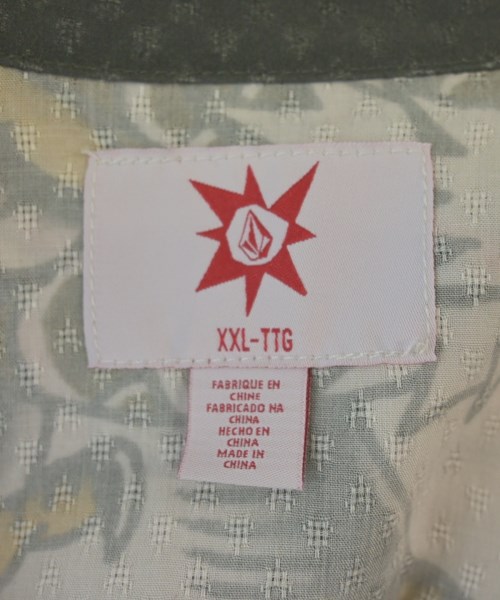 XXL-TTG
FABRIQUE EN
CHINE
FABRICADO NA
CHINA
HECHO EN
CHINA
MADE IN
CHINA